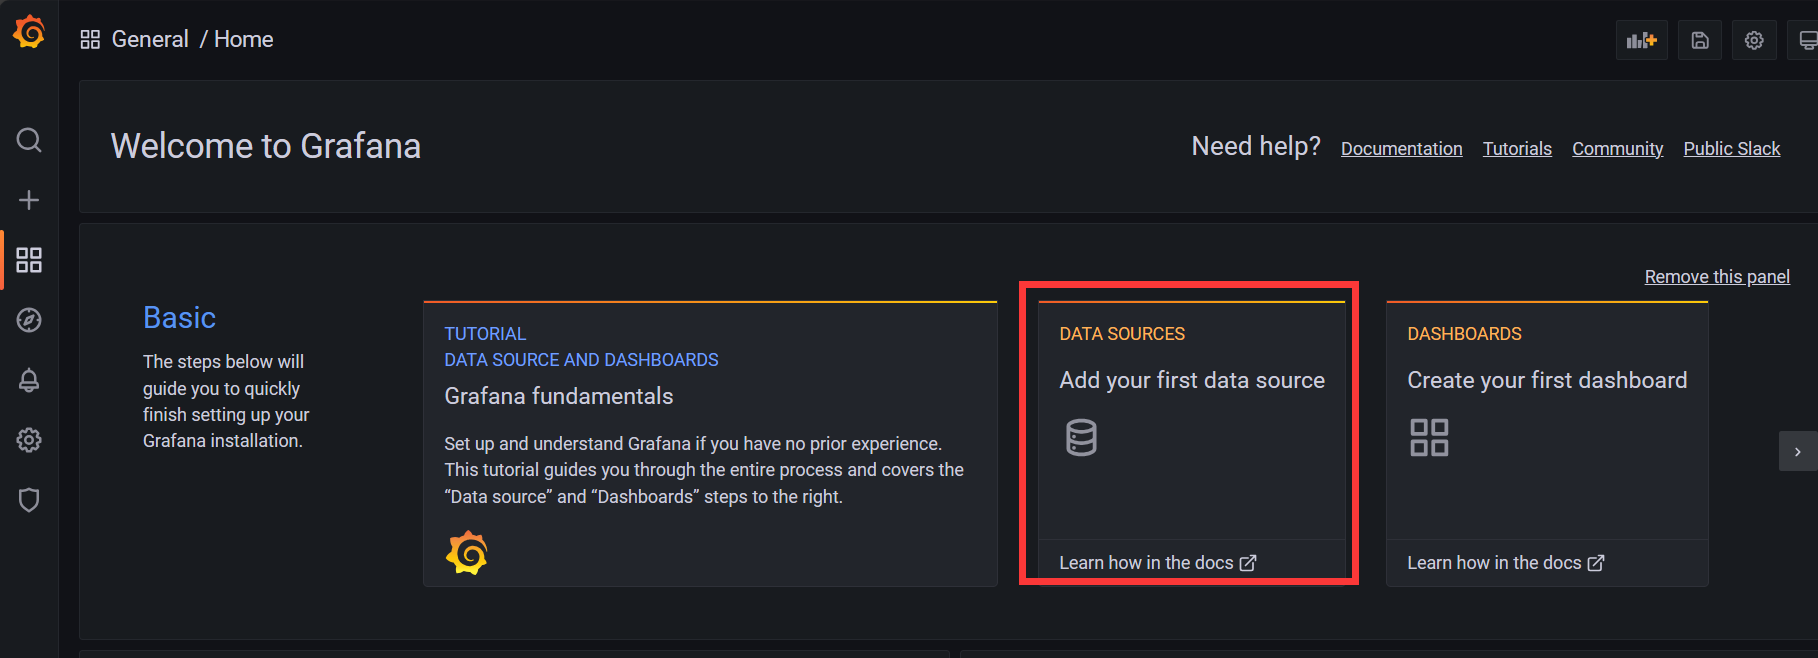 General / Home
Welcome to Grafana
Need help? Documentation Tutorials Community Public Slack
Remove this panel
Basic
The steps below will
guide you to quickly
finish setting up your
Grafana installation.
TUTORIAL
DATA SOURCE AND DASHBOARDS
Grafana fundamentals
Set up and understand Grafana if you have no prior experience.
This tutorial guides you through the entire process and covers the
“Data source” and “Dashboards” steps to the right.
DATA SOURCES
Add your first data source
Learn how in the docs
DASHBOARDS
Create your first dashboard
Learn how in the docs